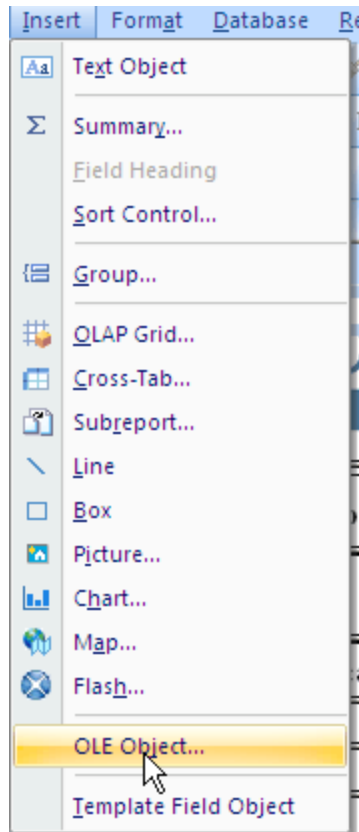 Insert Format Database
Text Object
Summary...
Field Heading
Sort Control...
Group...
OLAP Grid...
Cross-Tab...
Subreport...
Line
Box
Picture...
Chart...
Map...
Flash...
OLE Object...
Template Field Object